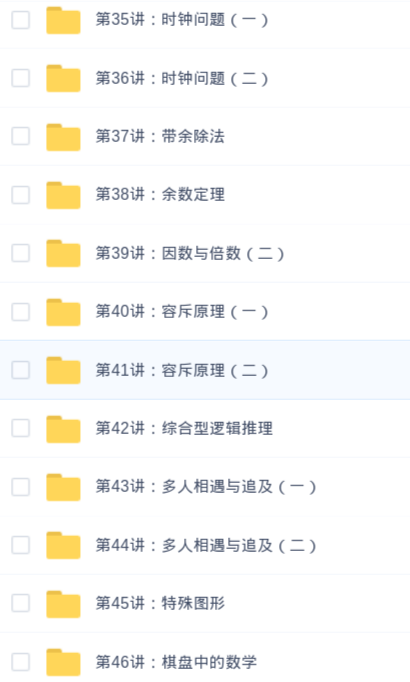 第35讲：时钟问题（一）
第36讲：时钟问题（二）
第37讲：带余除法
第38讲：余数定理
第39讲：因数与倍数（二）
第40讲：容斥原理（一）
第41讲：容斥原理（二）
第42讲：综合型逻辑推理
第43讲：多人相遇与追及（一）
第44讲：多人相遇与追及（二）
第45讲：特殊图形
第46讲：棋盘中的数学